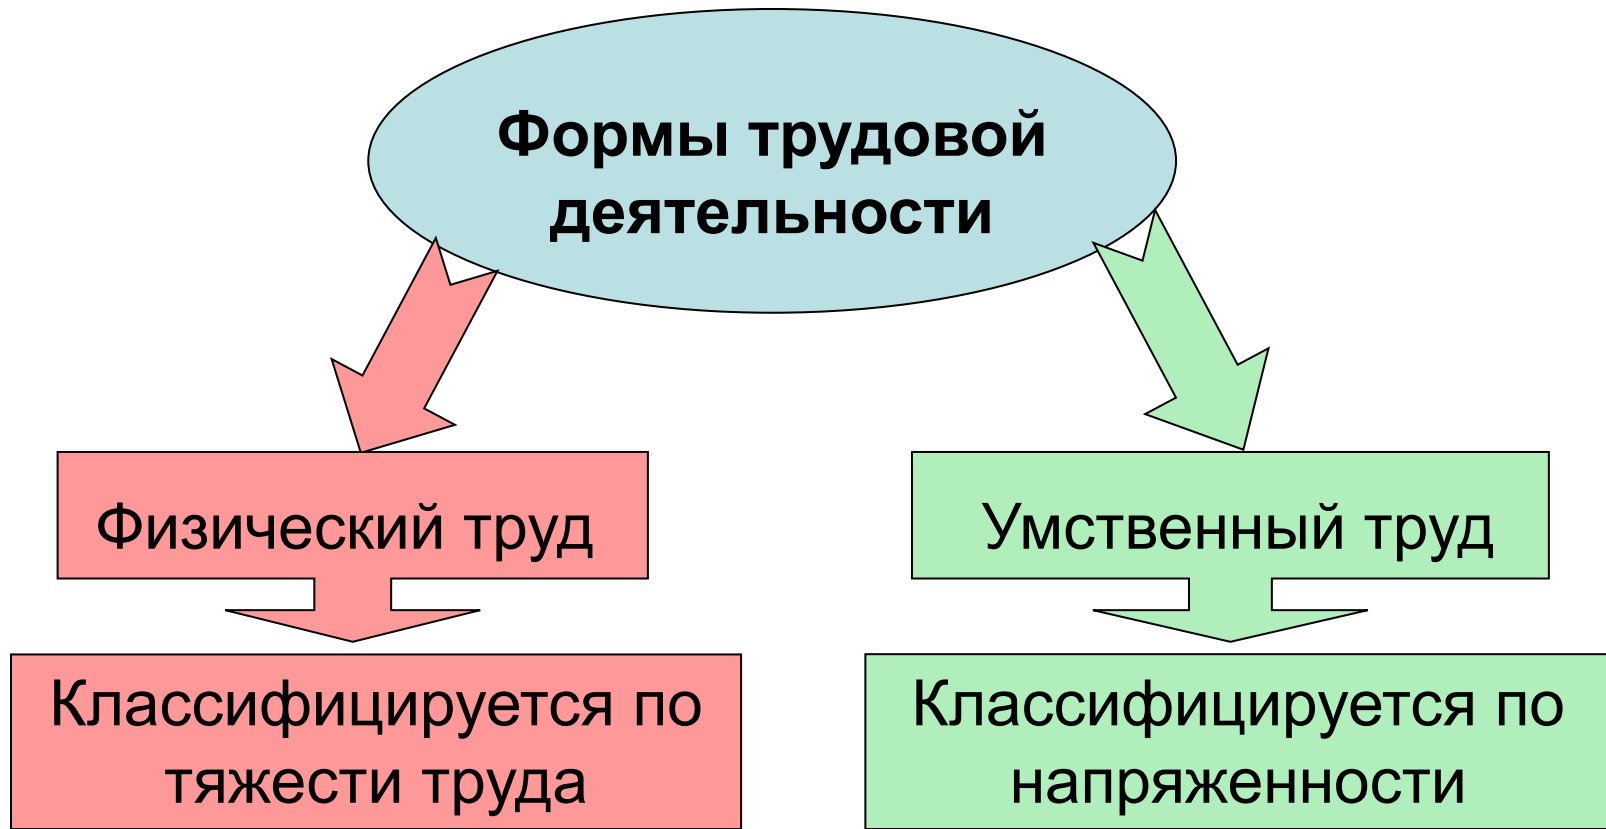 Формы трудовой
деятельности
Физический труд
Умственный труд
Классифицируется по
тяжести труда
Классифицируется по
напряженности